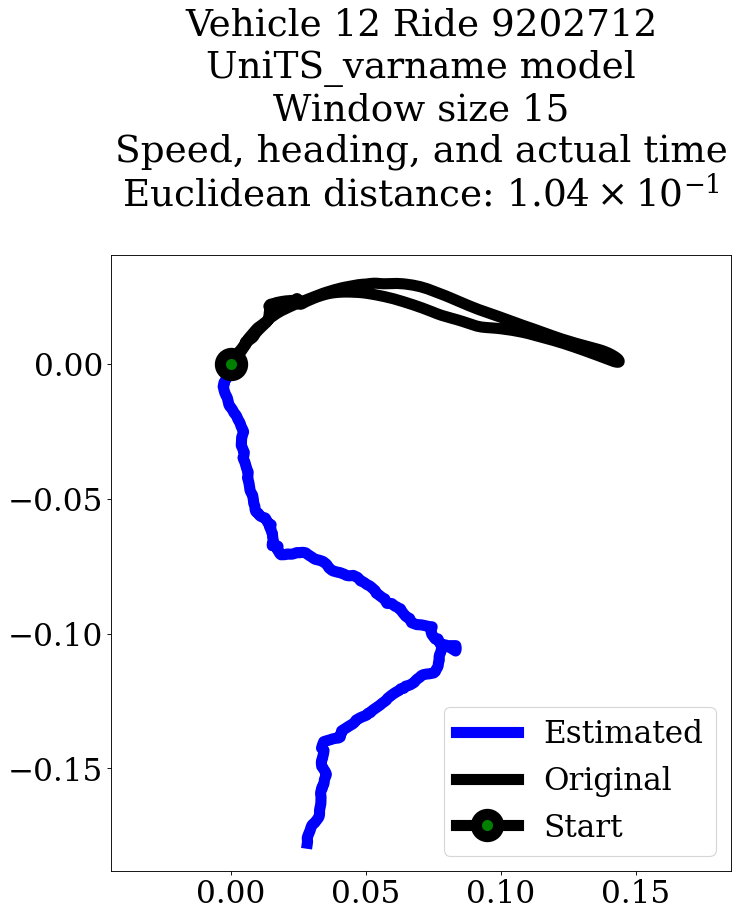 Vehicle 12 Ride 9202712
UniTS_varname model
Window size 15
Speed, heading, and actual time
Euclidean distance: 1.04 × 10⁻¹
0.00
−0.05
−0.10
−0.15
Estimated
Original
Start
0.00 0.05 0.10 0.15